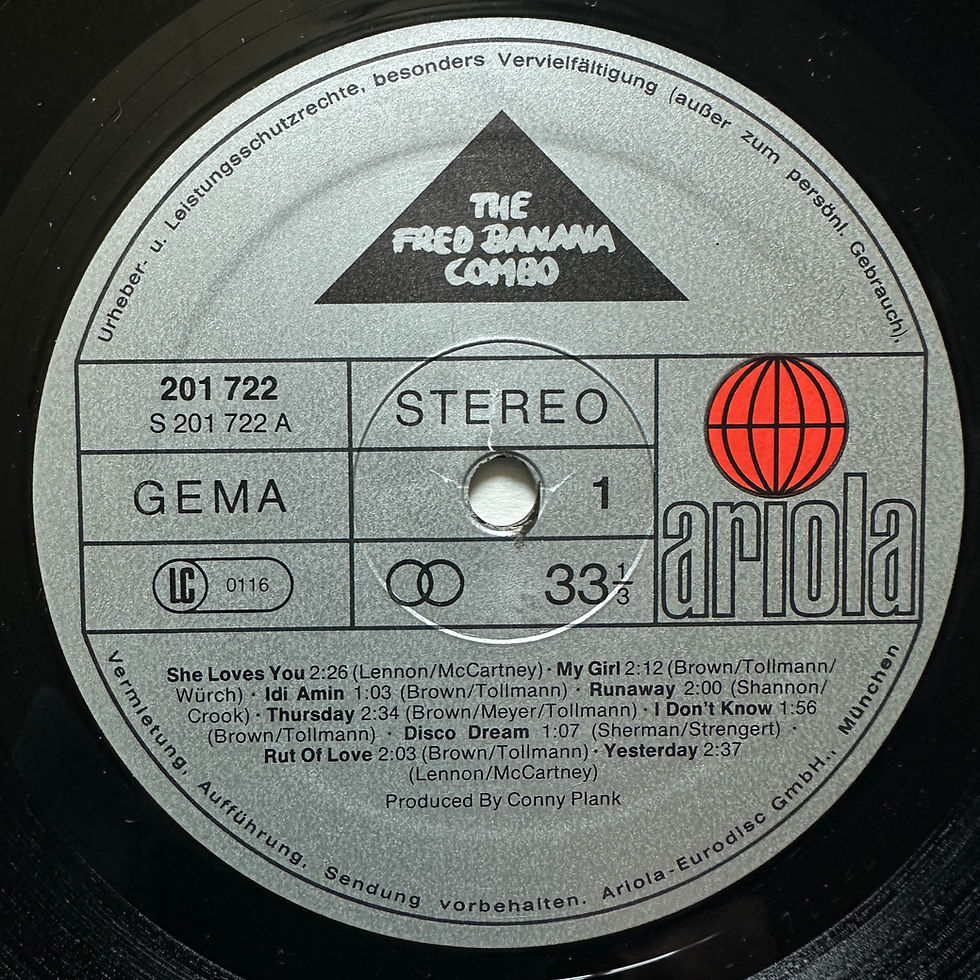 Urheber- u. Leistungsschutzrechte, besonders Vervielfältigung (außer zum persönl. Gebrauch),
THE
FRED BANANA
COMBO
201 722
S 201 722 A
STEREO
GEMA
1
LC 0116
33 1/3
ariola
She Loves You 2:26 (Lennon/McCartney) · My Girl 2:12 (Brown/Tollmann/
Würch) · Idi Amin 1:03 (Brown/Tollmann) · Runaway 2:00 (Shannon/
Crook) · Thursday 2:34 (Brown/Meyer/Tollmann) · I Don't Know 1:56
(Brown/Tollmann) · Disco Dream 1:07 (Sherman/Strengert) ·
Rut Of Love 2:03 (Brown/Tollmann) · Yesterday 2:37
(Lennon/McCartney)
Produced By Conny Plank
Vermietung, Aufführung, Sendung vorbehalten. Ariola-Eurodisc GmbH., München